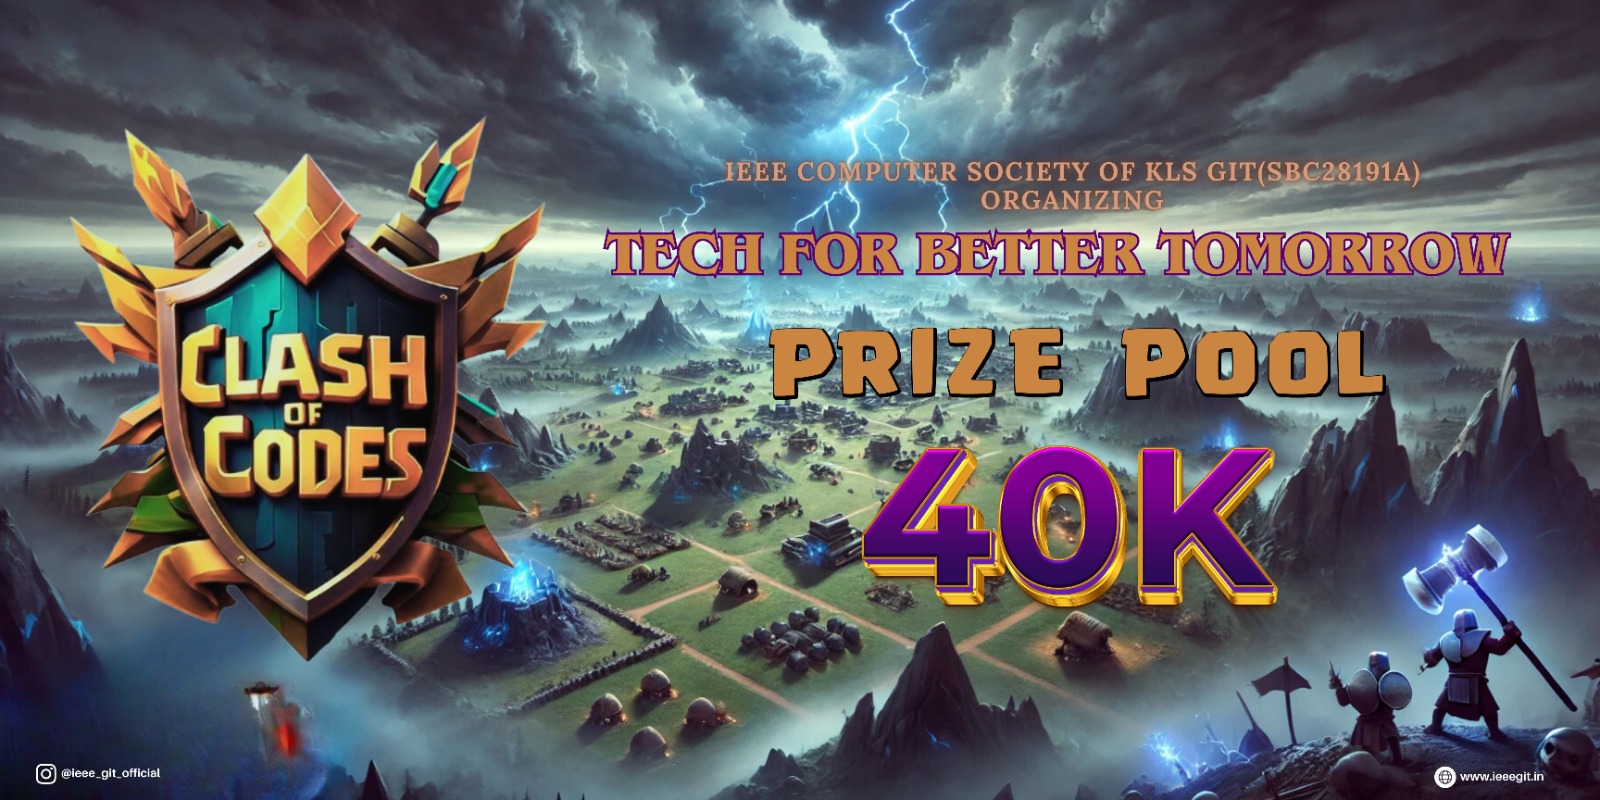 CLASH
OF
CODES
IEEE COMPUTER SOCIETY OF KLS GIT(SBC28191A)
ORGANIZING
TECH FOR BETTER TOMORROW
PRIZE POOL
40K
@ieee_git_official
www.ieeegit.in